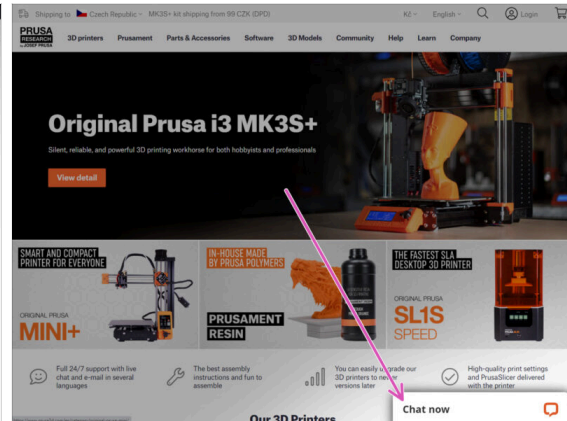 Shipping to Czech Republic - MK3S+ kit shipping from 99 CZK (DPD) Kč English Login
PRUSA
RESEARCH
by JOSEF PRUSA
3D printers Prusament Parts & Accessories Software 3D Models Community Help Learn Company
Original Prusa i3 MK3S+
Silent, reliable, and powerful 3D printing workhorse for both hobbyists and professionals
View detail
SMART AND COMPACT
PRINTER FOR EVERYONE
ORIGINAL PRUSA
MINI+
IN-HOUSE MADE
BY PRUSA POLYMERS
PRUSAMENT
RESIN
THE FASTEST SLA
DESKTOP 3D PRINTER
ORIGINAL PRUSA
SL1S
SPEED
Full 24/7 support with live
chat and e-mail in several
languages
The best assembly
instructions and fun to
assemble
You can easily upgrade our
3D printers to newer
versions later
High-quality print settings
and PrusaSlicer delivered
with the printer
Our 3D Printers
Chat now